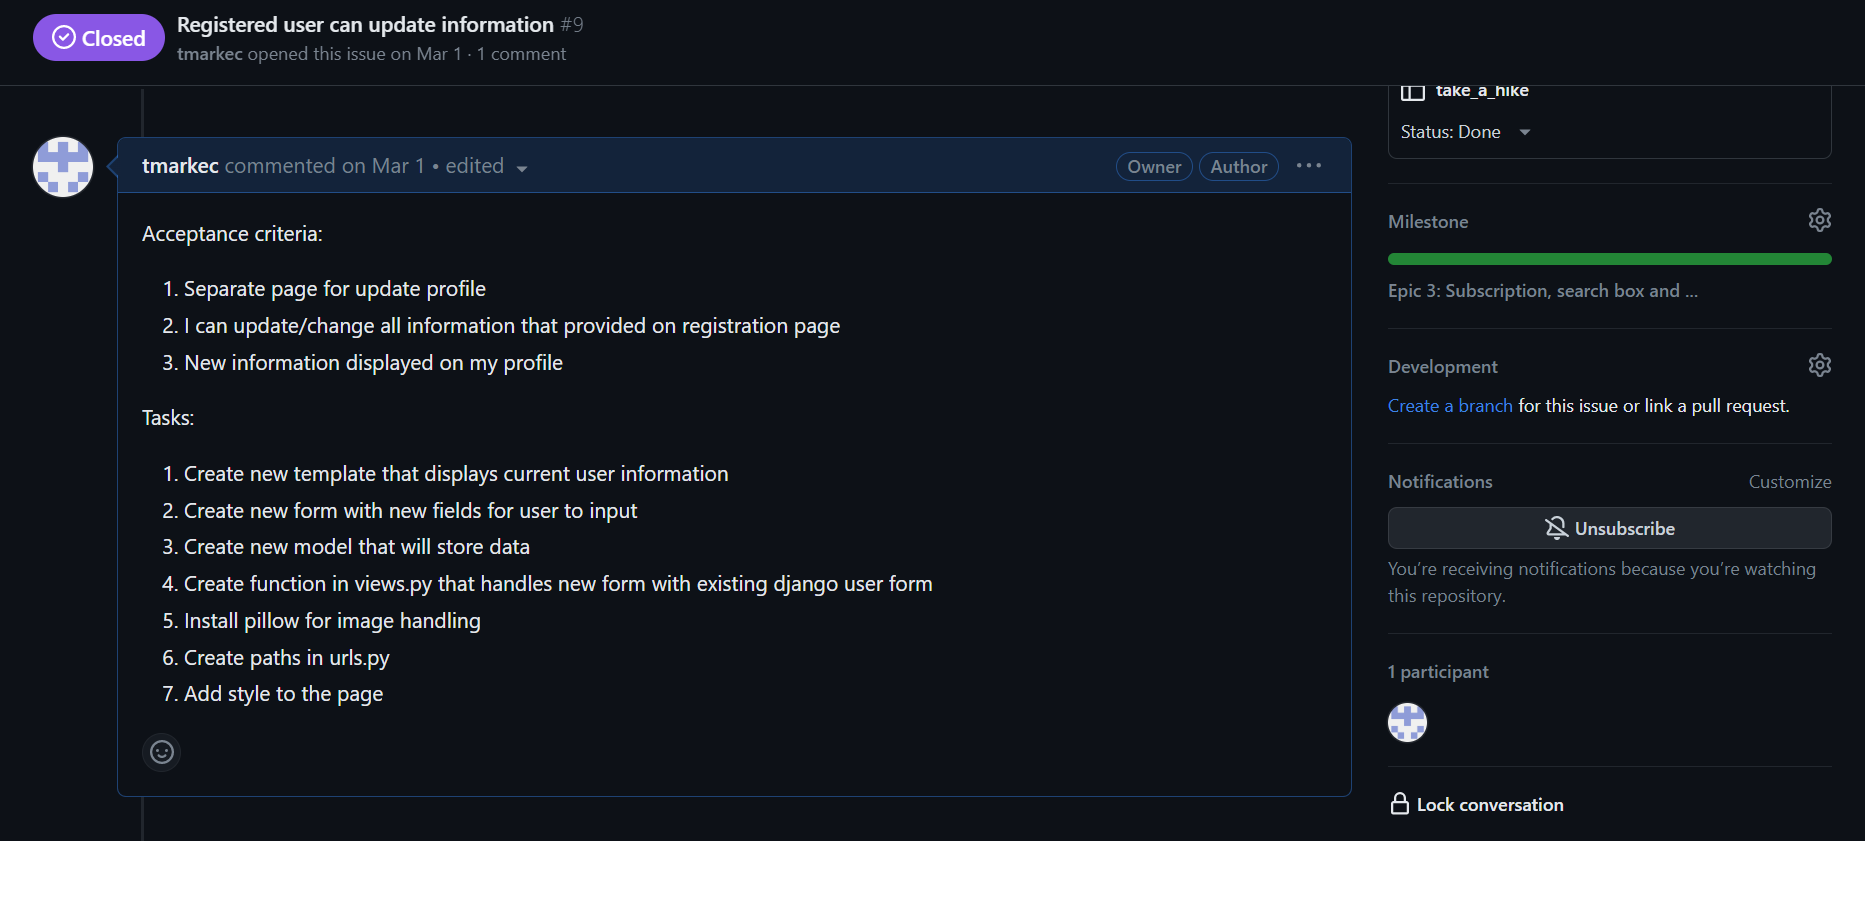 Closed
Registered user can update information #9
tmarkec opened this issue on Mar 1 · 1 comment
take_a_hike
Status: Done
tmarkec commented on Mar 1 • edited
Owner
Author
Acceptance criteria:
1. Separate page for update profile
2. I can update/change all information that provided on registration page
3. New information displayed on my profile
Tasks:
1. Create new template that displays current user information
2. Create new form with new fields for user to input
3. Create new model that will store data
4. Create function in views.py that handles new form with existing django user form
5. Install pillow for image handling
6. Create paths in urls.py
7. Add style to the page
Milestone
Epic 3: Subscription, search box and ...
Development
Create a branch for this issue or link a pull request.
Notifications
Customize
Unsubscribe
You're receiving notifications because you're watching
this repository.
1 participant
Lock conversation